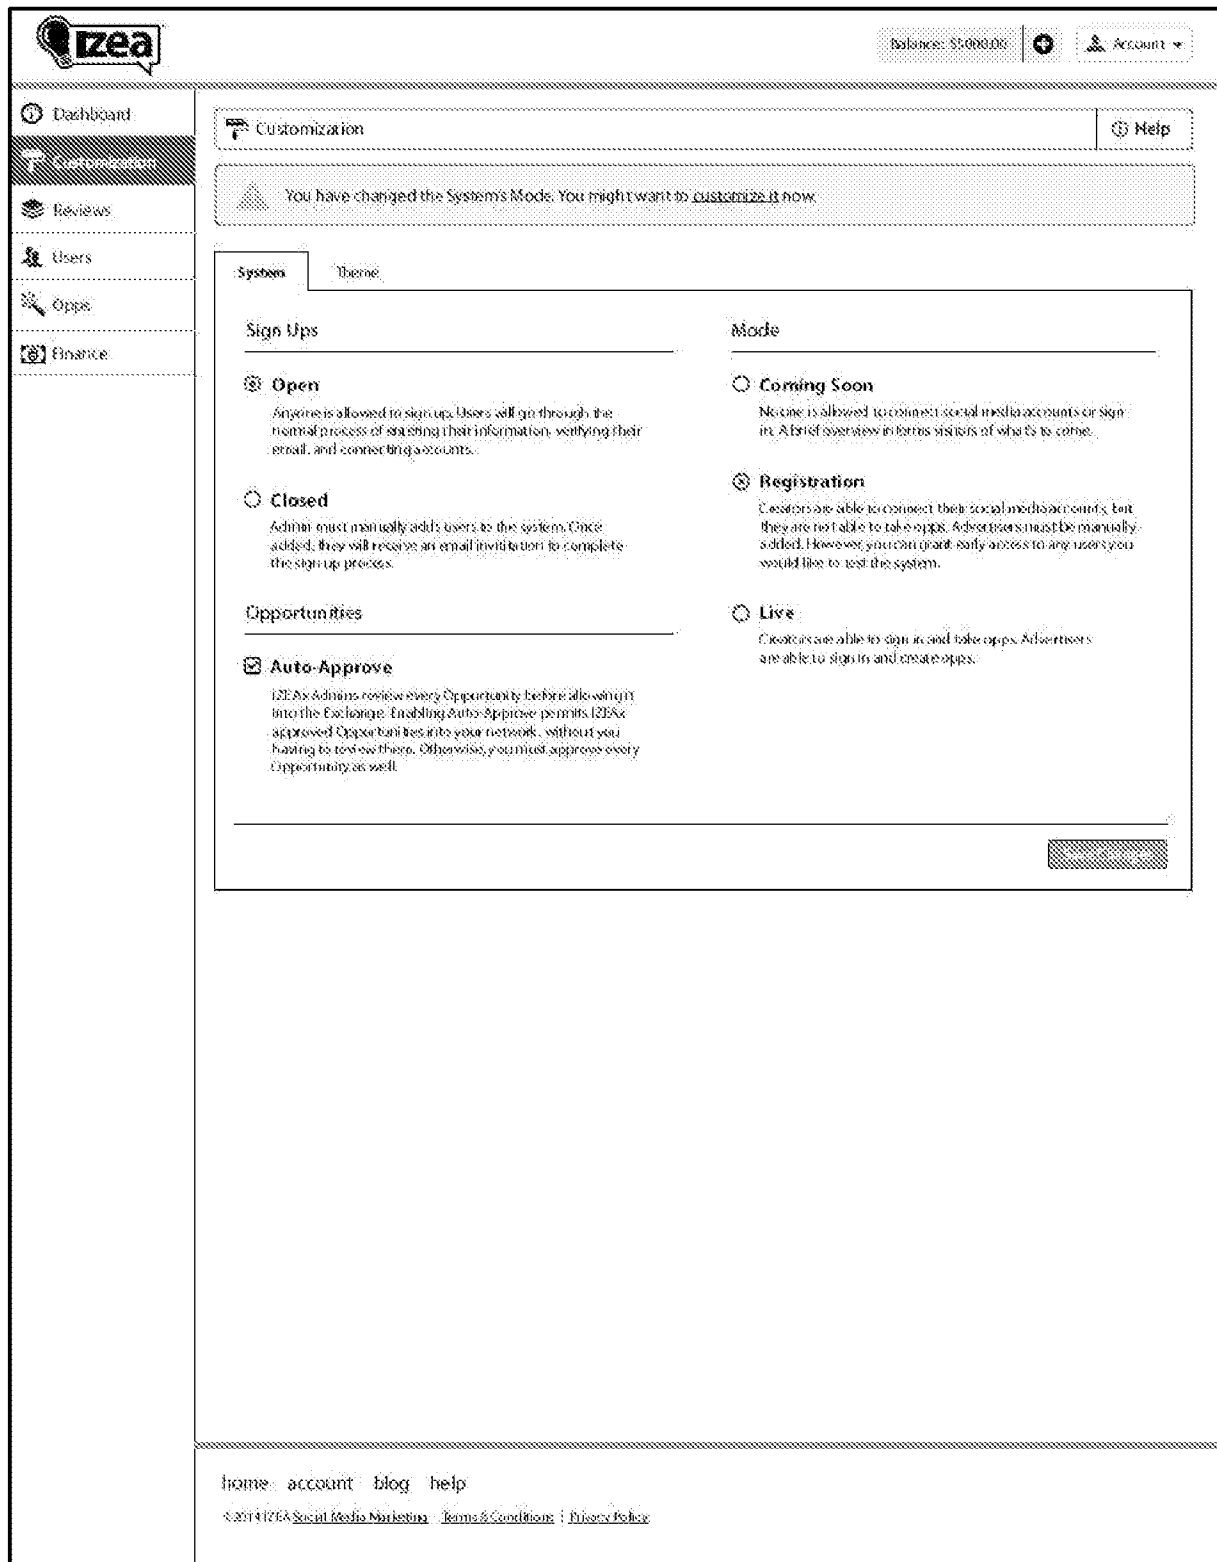 izea
Balance: $5000.00
Account
Dashboard
Customization
Reviews
Users
Opps
Finance
Customization
Help
You have changed the System's Mode. You might want to customize it now.
System
Theme
Sign Ups
Open
Anyone is allowed to sign up. Users will go through the
normal process of entering their information, verifying their
email, and connecting accounts.
Closed
Admin must manually adds users to the system. Once
added, they will receive an email invititation to complete
the sign up process.
Opportunities
Auto-Approve
IZEAx Admins review every Opportunity before allowing it
into the Exchange. Enabling Auto-Approve permits IZEAx
approved Opportunities into your network, without you
having to review them. Otherwise, you must approve every
Opportunity as well.
Mode
Coming Soon
No one is allowed to connect social media accounts or sign
in. A brief overview informs visitors of what's to come.
Registration
Creators are able to connect their social media accounts, but
they are not able to take opps. Advertisers must be manually
added. However, you can grant early access to any users you
would like to test the system.
Live
Creators are able to sign in and take opps. Advertisers
are able to sign in and create opps.
Save Changes
home account blog help
©2014 IZEA Social Media Marketing Terms & Conditions | Privacy Policy